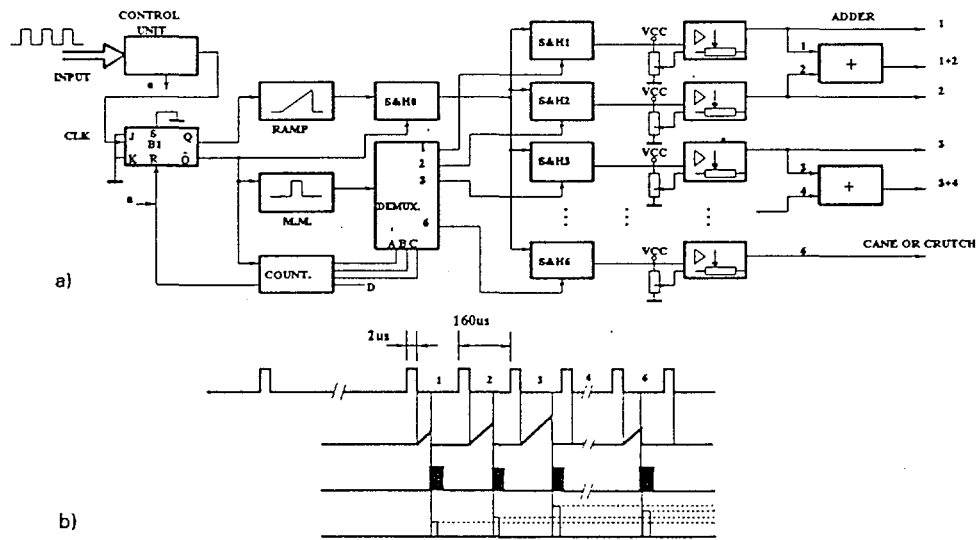 CONTROL
UNIT
INPUT
a
CLK
J
S
Q
B1
K
R
Q
a
RAMP
S&H0
M.M.
DEMUX.
1
2
3
6
A B C
COUNT.
D
S&H1
S&H2
S&H3
S&H6
VCC
VCC
VCC
VCC
ADDER
1
1
2
+
1+2
2
3
3
4
+
3+4
4
CANE OR CRUTCH
a)
2us
160us
1
2
3
4
6
b)